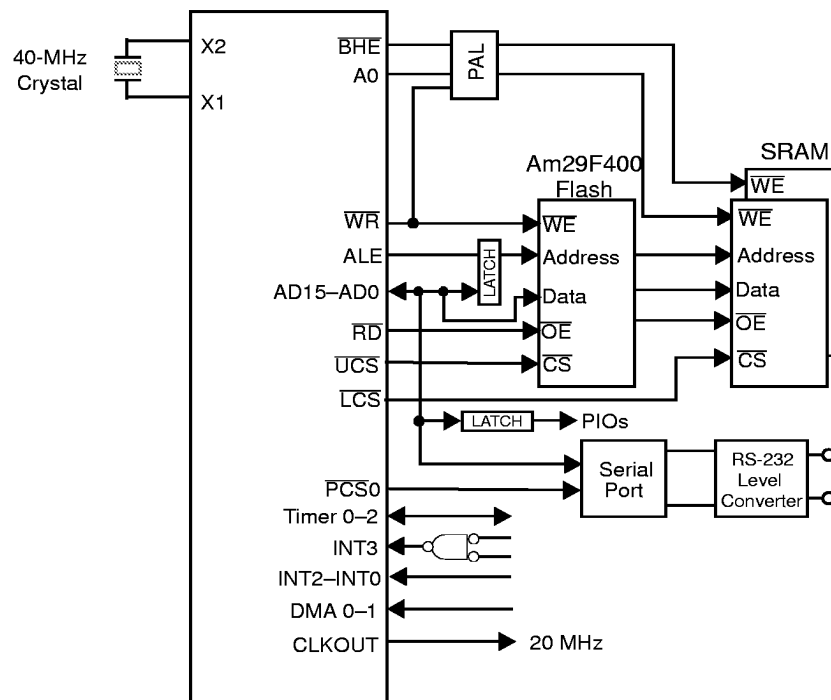 40-MHz
Crystal
X2
X1
BHE
A0
PAL
WR
ALE
AD15–AD0
RD
UCS
LCS
LATCH
Am29F400
Flash
WE
Address
Data
OE
CS
SRAM
WE
WE
Address
Data
OE
CS
LATCH
PIOs
PCS0
Serial
Port
RS-232
Level
Converter
Timer 0–2
INT3
INT2–INT0
DMA 0–1
CLKOUT
20 MHz